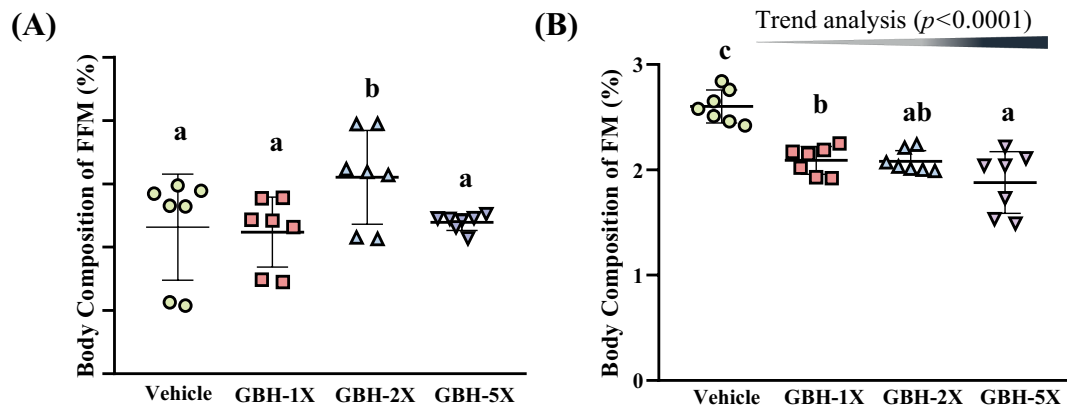 (A)
Body Composition of FFM (%)
a
a
b
a
Vehicle
GBH-1X
GBH-2X
GBH-5X
(B)
Trend analysis (p<0.0001)
Body Composition of FM (%)
3
2
1
0
c
b
ab
a
Vehicle
GBH-1X
GBH-2X
GBH-5X